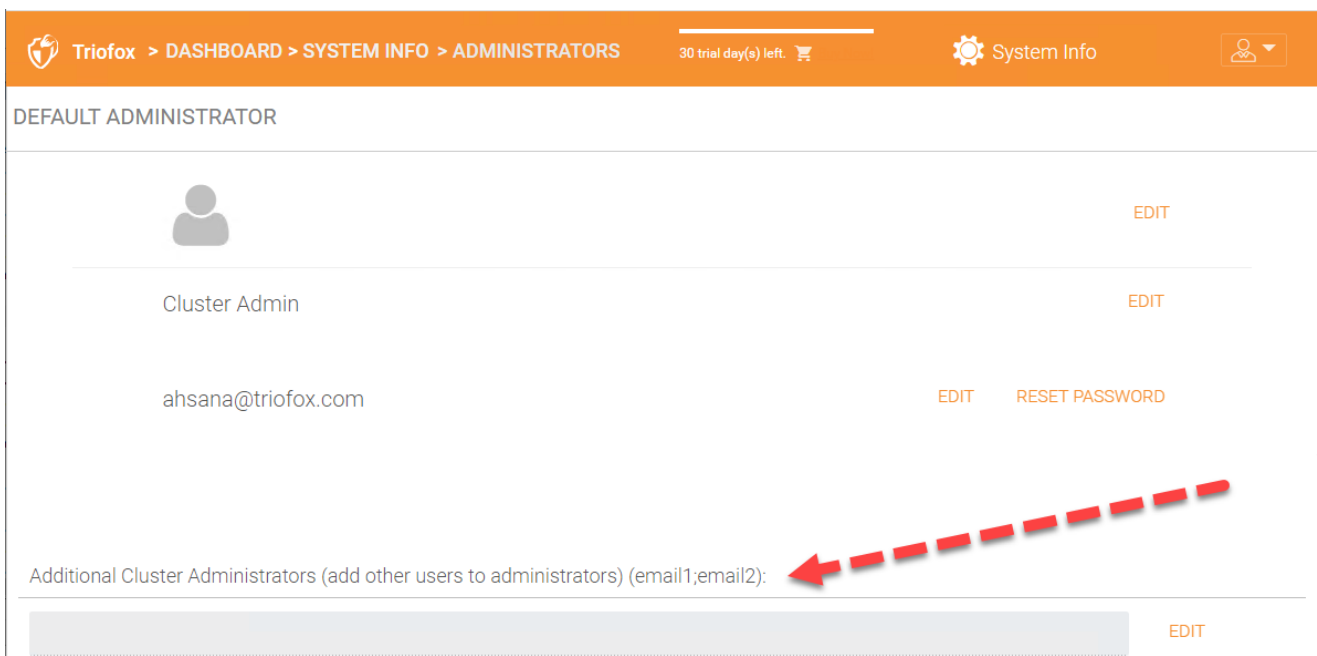 Triofox > DASHBOARD > SYSTEM INFO > ADMINISTRATORS 30 trial day(s) left. System Info
DEFAULT ADMINISTRATOR
EDIT
Cluster Admin EDIT
ahsana@triofox.com EDIT RESET PASSWORD
Additional Cluster Administrators (add other users to administrators) (email1;email2):
EDIT